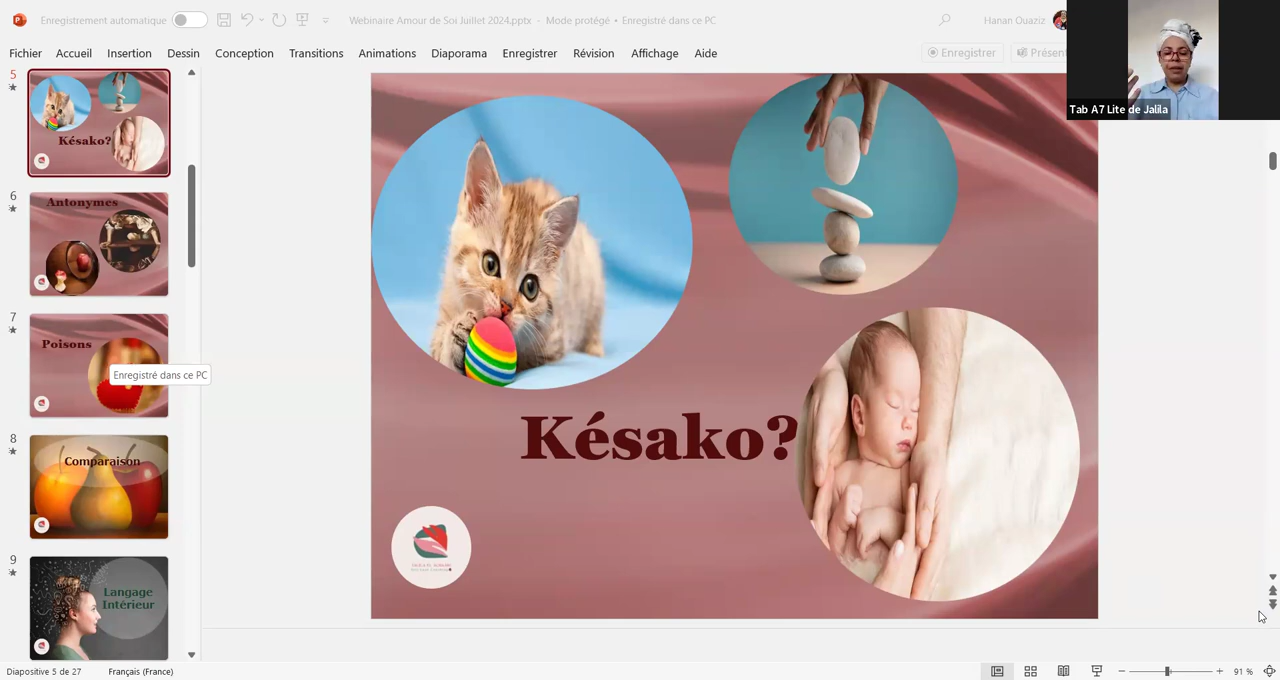 Enregistrement automatique
Webinaire Amour de Soi Juillet 2024.pptx - Mode protégé • Enregistré dans ce PC
Hanan Ouaziz
Fichier Accueil Insertion Dessin Conception Transitions Animations Diaporama Enregistrer Révision Affichage Aide
Enregistrer
Présent
Tab A7 Lite de Jalila
5
Késako?
6
Antonymes
7
Poisons
Enregistré dans ce PC
8
Comparaison
9
Langage
Intérieur
Késako?
Diapositive 5 de 27 Français (France)
91 %